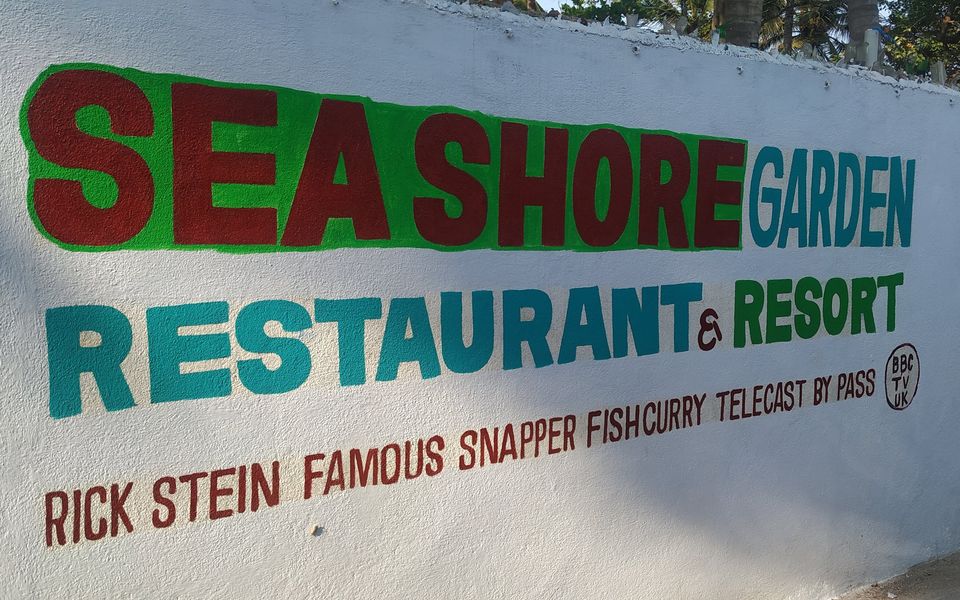 SEA SHORE GARDEN
RESTAURANT & RESORT
RICK STEIN FAMOUS SNAPPER FISHCURRY TELECAST BY PASS
BBC
TV
UK